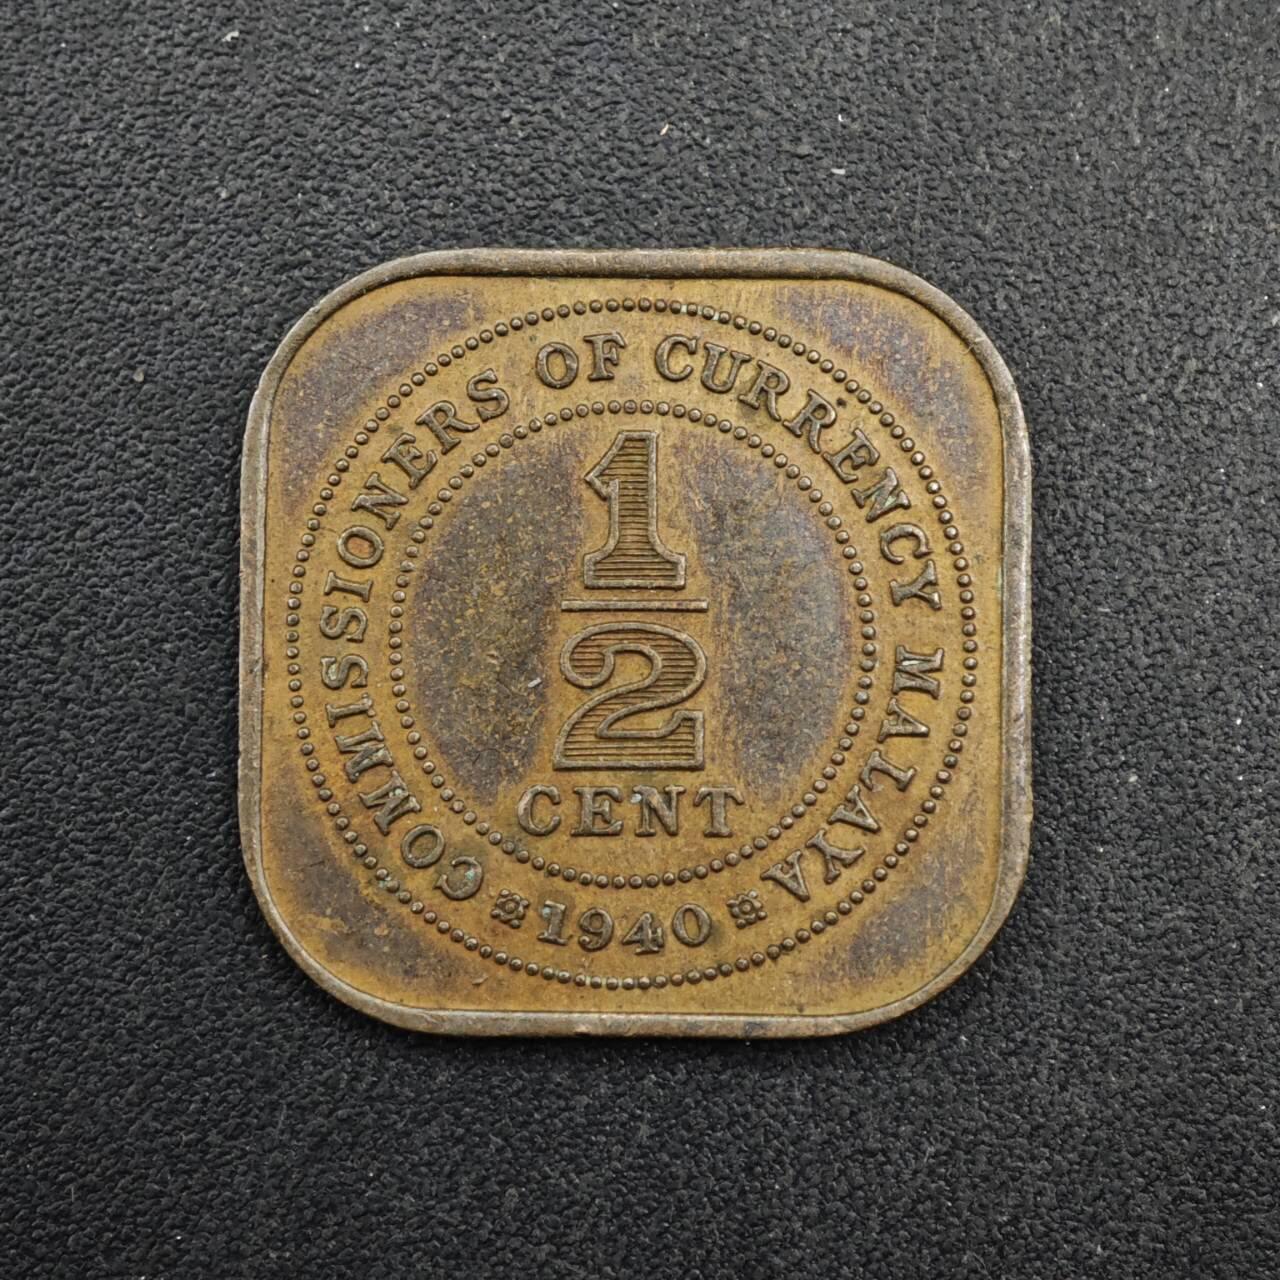 COMMISSIONERS OF CURRENCY MALAYA
1/2
CENT
1940